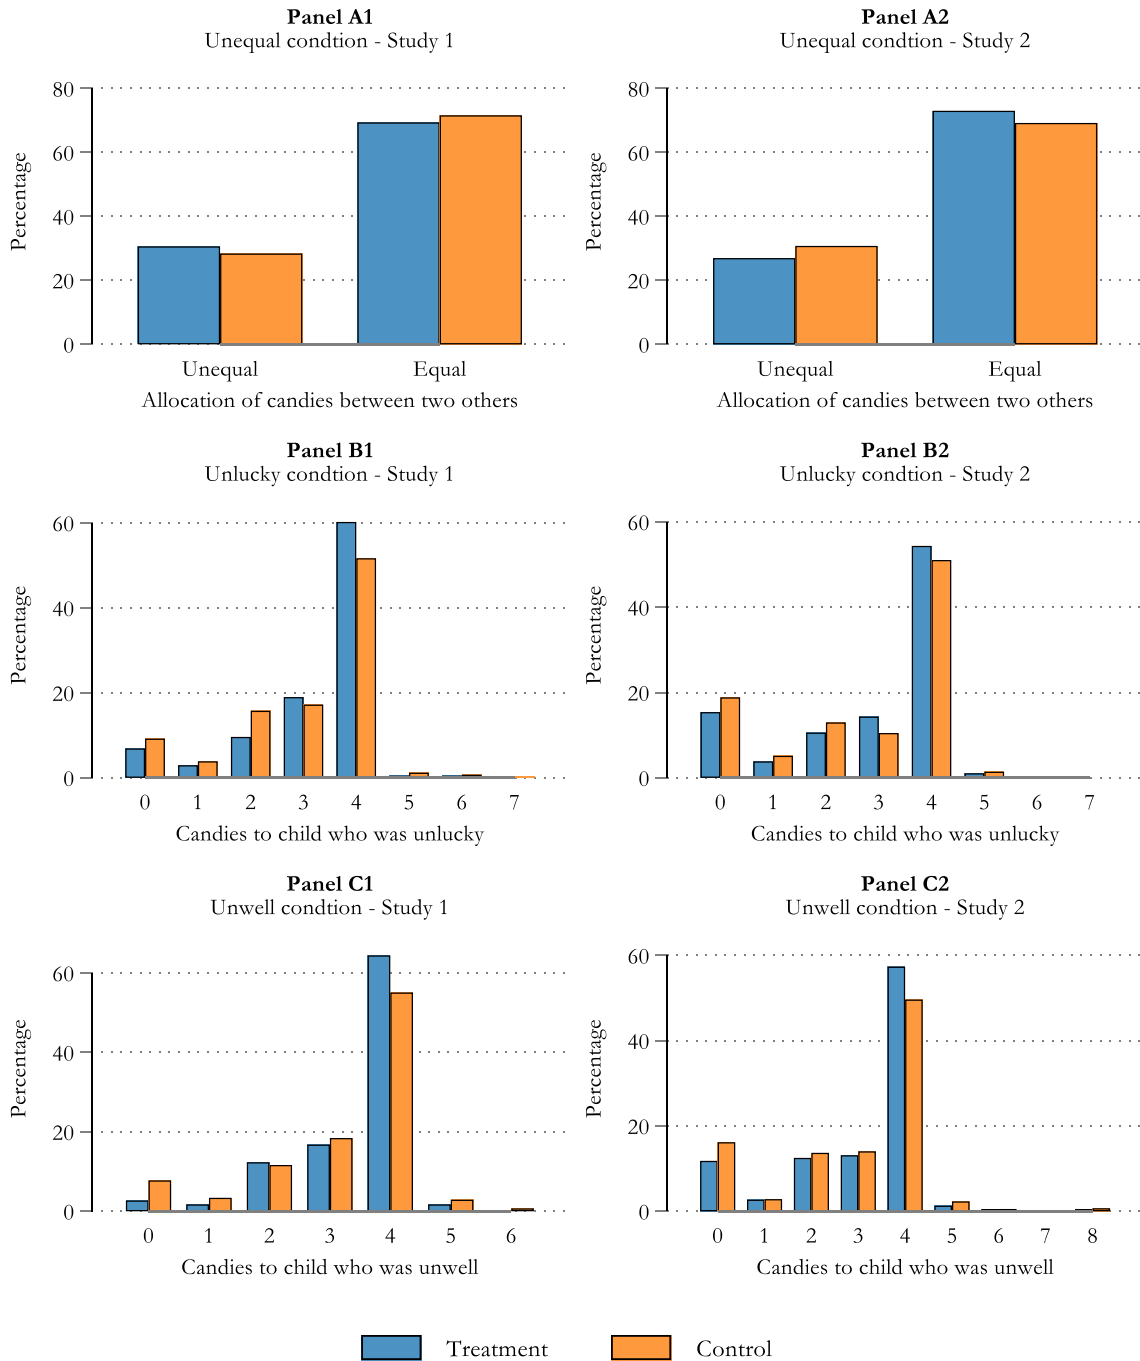 Panel A1
Unequal condtion - Study 1
80
60
40
20
0
Percentage
Unequal
Equal
Allocation of candies between two others
Panel A2
Unequal condtion - Study 2
80
60
40
20
0
Percentage
Unequal
Equal
Allocation of candies between two others
Panel B1
Unlucky condtion - Study 1
60
40
20
0
Percentage
0 1 2 3 4 5 6 7
Candies to child who was unlucky
Panel B2
Unlucky condtion - Study 2
60
40
20
0
Percentage
0 1 2 3 4 5 6 7
Candies to child who was unlucky
Panel C1
Unwell condtion - Study 1
60
40
20
0
Percentage
0 1 2 3 4 5 6
Candies to child who was unwell
Panel C2
Unwell condtion - Study 2
60
40
20
0
Percentage
0 1 2 3 4 5 6 7 8
Candies to child who was unwell
Treatment
Control